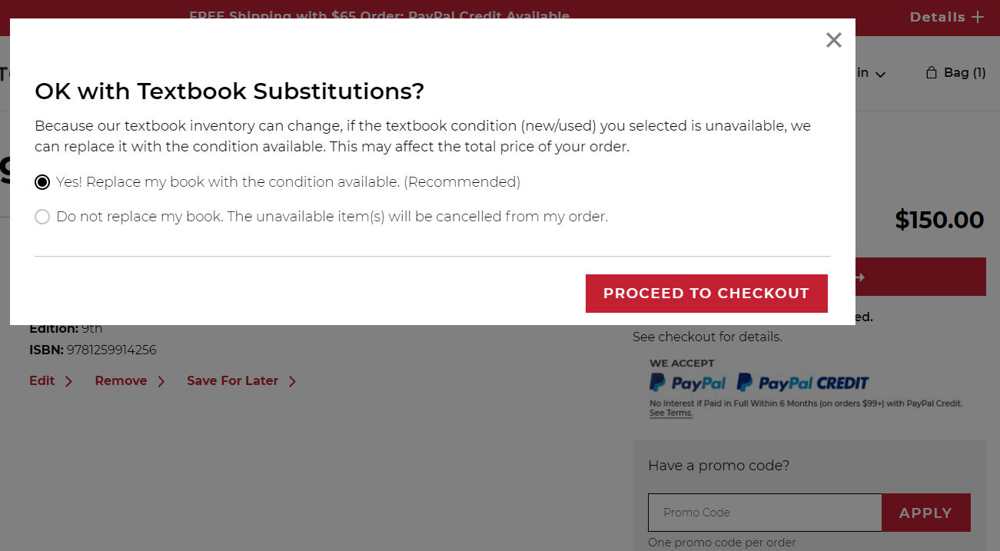 FREE Shipping with $65 Order: PayPal Credit Available
Details
in
Bag (1)
OK with Textbook Substitutions?
Because our textbook inventory can change, if the textbook condition (new/used) you selected is unavailable, we
can replace it with the condition available. This may affect the total price of your order.
Yes! Replace my book with the condition available. (Recommended)
Do not replace my book. The unavailable item(s) will be cancelled from my order.
$150.00
PROCEED TO CHECKOUT
ed.
Edition: 9th
See checkout for details.
ISBN: 9781259914256
WE ACCEPT
Edit
Remove
Save For Later
PayPal PayPal CREDIT
No Interest if Paid in Full Within 6 Months (on orders $99+) with PayPal Credit.
See Terms.
Have a promo code?
Promo Code
APPLY
One promo code per order